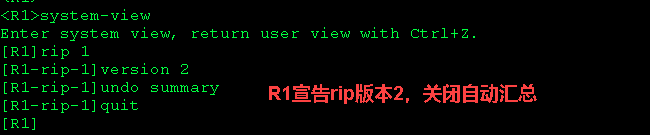 <R1>system-view
Enter system view, return user view with Ctrl+Z.
[R1]rip 1
[R1-rip-1]version 2
[R1-rip-1]undo summary
R1宣告rip版本2，关闭自动汇总
[R1-rip-1]quit
[R1]